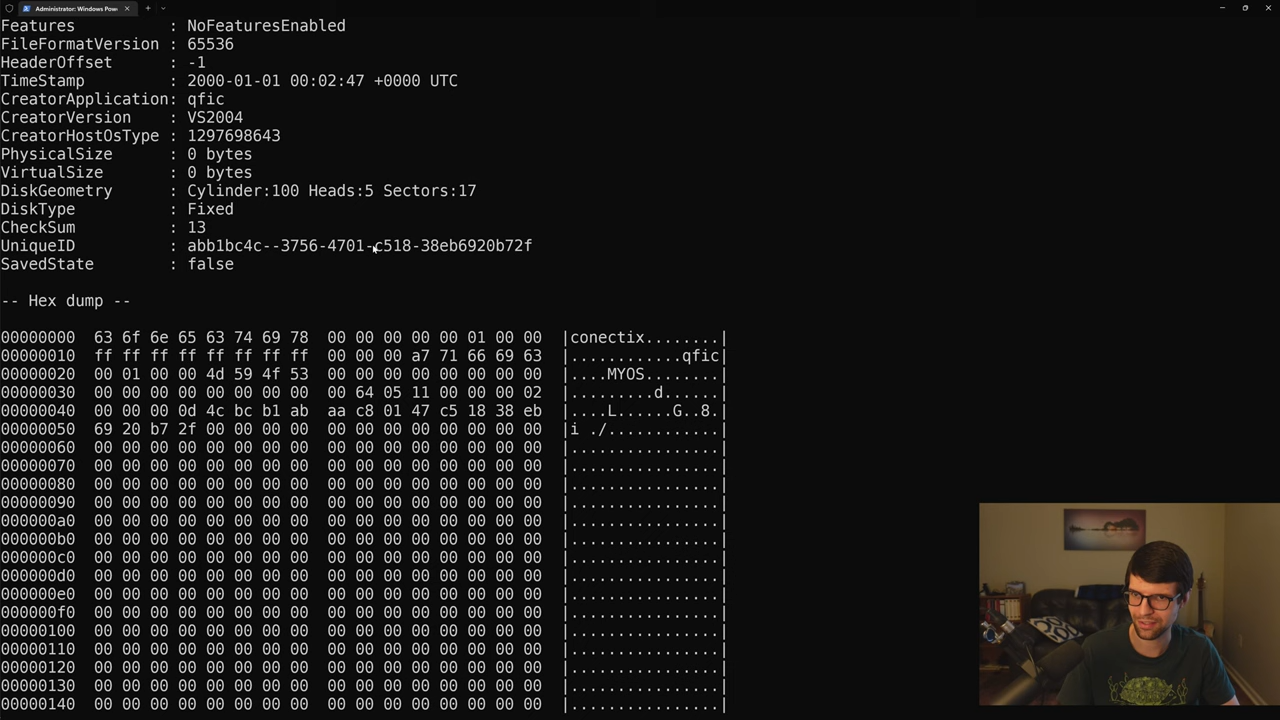 Administrator: Windows Pow
Features : NoFeaturesEnabled
FileFormatVersion : 65536
HeaderOffset : -1
TimeStamp : 2000-01-01 00:02:47 +0000 UTC
CreatorApplication: qfic
CreatorVersion : VS2004
CreatorHostOsType : 1297698643
PhysicalSize : 0 bytes
VirtualSize : 0 bytes
DiskGeometry : Cylinder:100 Heads:5 Sectors:17
DiskType : Fixed
CheckSum : 13
UniqueID : abb1bc4c--3756-4701-c518-38eb6920b72f
SavedState : false
-- Hex dump --
00000000 63 6f 6e 65 63 74 69 78 00 00 00 00 00 01 00 00 |conectix........|
00000010 ff ff ff ff ff ff ff ff 00 00 00 a7 71 66 69 63 |............qfic|
00000020 00 01 00 00 4d 59 4f 53 00 00 00 00 00 00 00 00 |....MYOS........|
00000030 00 00 00 00 00 00 00 00 00 64 05 11 00 00 00 02 |.........d......|
00000040 00 00 00 0d 4c bc b1 ab aa c8 01 47 c5 18 38 eb |....L......G..8.|
00000050 69 20 b7 2f 00 00 00 00 00 00 00 00 00 00 00 00 |i ./............|
00000060 00 00 00 00 00 00 00 00 00 00 00 00 00 00 00 00 |................|
00000070 00 00 00 00 00 00 00 00 00 00 00 00 00 00 00 00 |................|
00000080 00 00 00 00 00 00 00 00 00 00 00 00 00 00 00 00 |................|
00000090 00 00 00 00 00 00 00 00 00 00 00 00 00 00 00 00 |................|
000000a0 00 00 00 00 00 00 00 00 00 00 00 00 00 00 00 00 |................|
000000b0 00 00 00 00 00 00 00 00 00 00 00 00 00 00 00 00 |................|
000000c0 00 00 00 00 00 00 00 00 00 00 00 00 00 00 00 00 |................|
000000d0 00 00 00 00 00 00 00 00 00 00 00 00 00 00 00 00 |................|
000000e0 00 00 00 00 00 00 00 00 00 00 00 00 00 00 00 00 |................|
000000f0 00 00 00 00 00 00 00 00 00 00 00 00 00 00 00 00 |................|
00000100 00 00 00 00 00 00 00 00 00 00 00 00 00 00 00 00 |................|
00000110 00 00 00 00 00 00 00 00 00 00 00 00 00 00 00 00 |................|
00000120 00 00 00 00 00 00 00 00 00 00 00 00 00 00 00 00 |................|
00000130 00 00 00 00 00 00 00 00 00 00 00 00 00 00 00 00 |................|
00000140 00 00 00 00 00 00 00 00 00 00 00 00 00 00 00 00 |................|